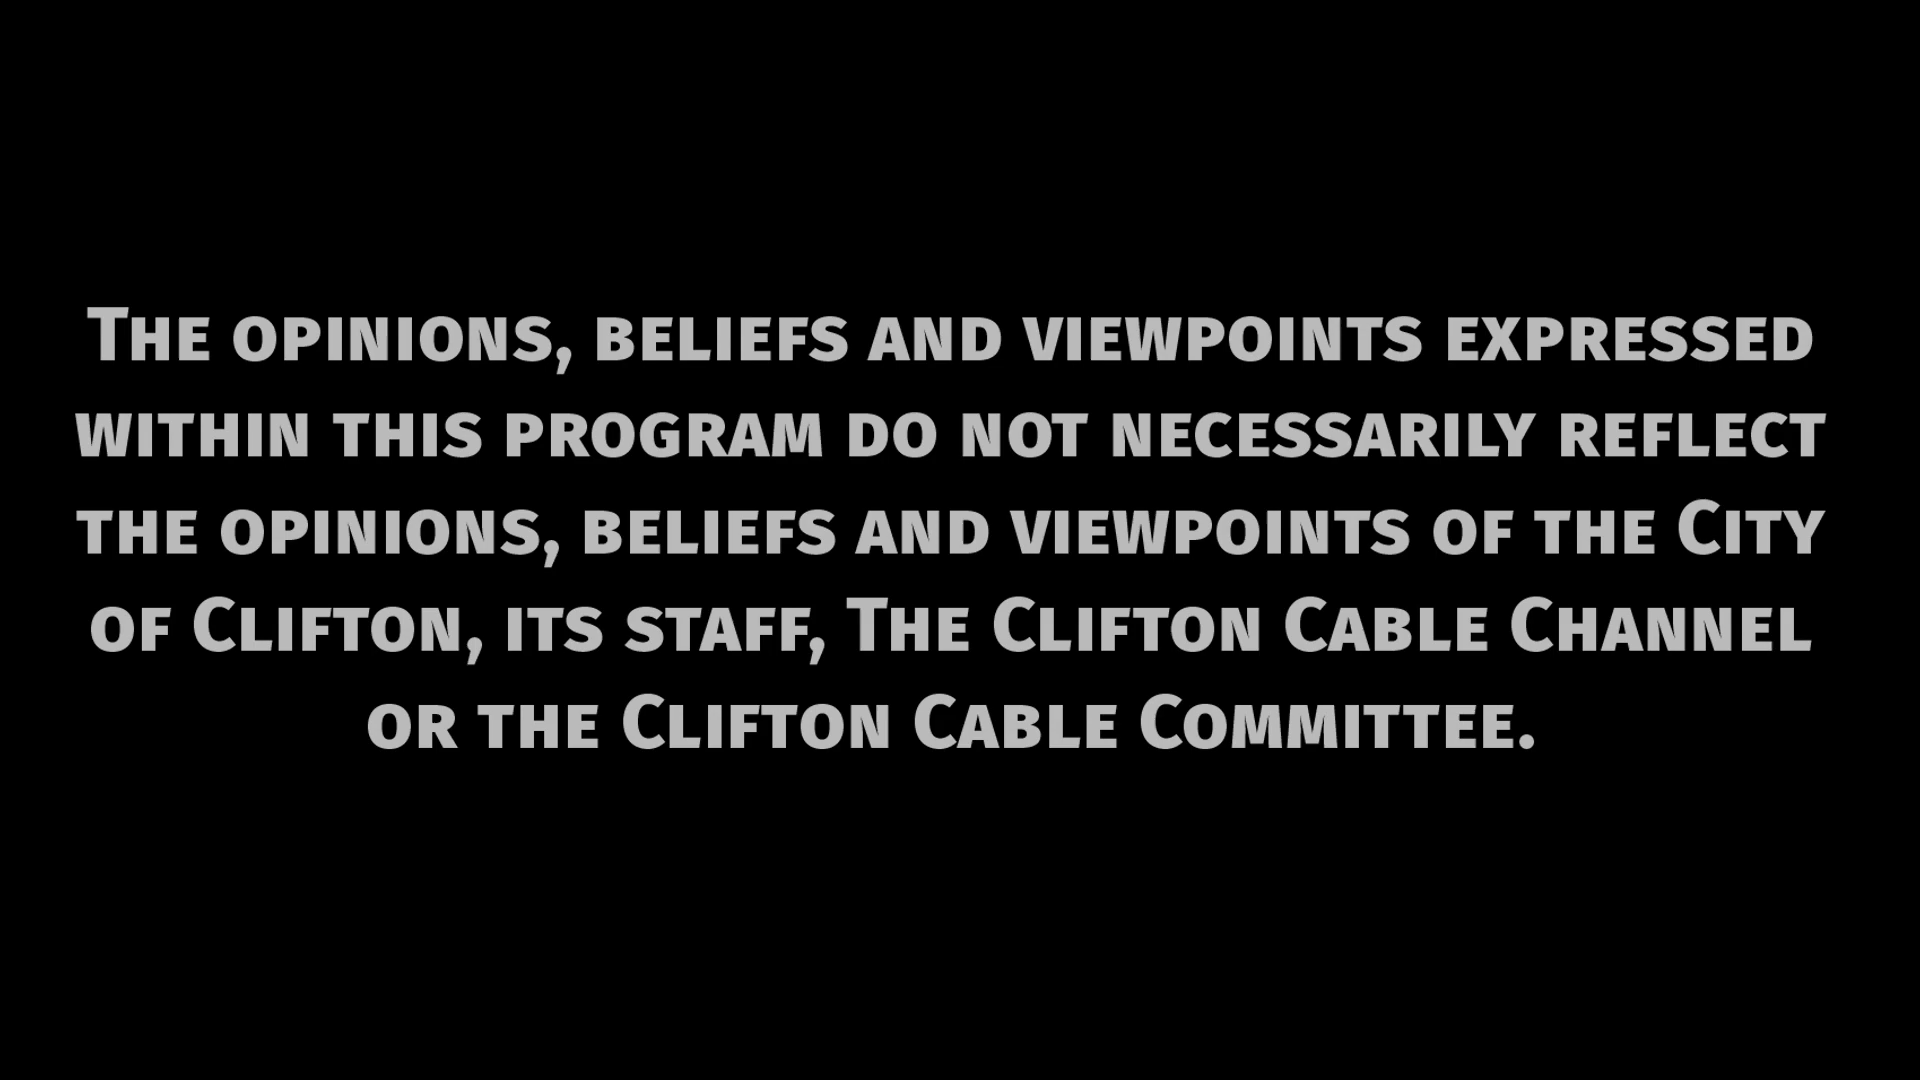 The opinions, beliefs and viewpoints expressed
within this program do not necessarily reflect
the opinions, beliefs and viewpoints of the City
of Clifton, its staff, The Clifton Cable Channel
or the Clifton Cable Committee.